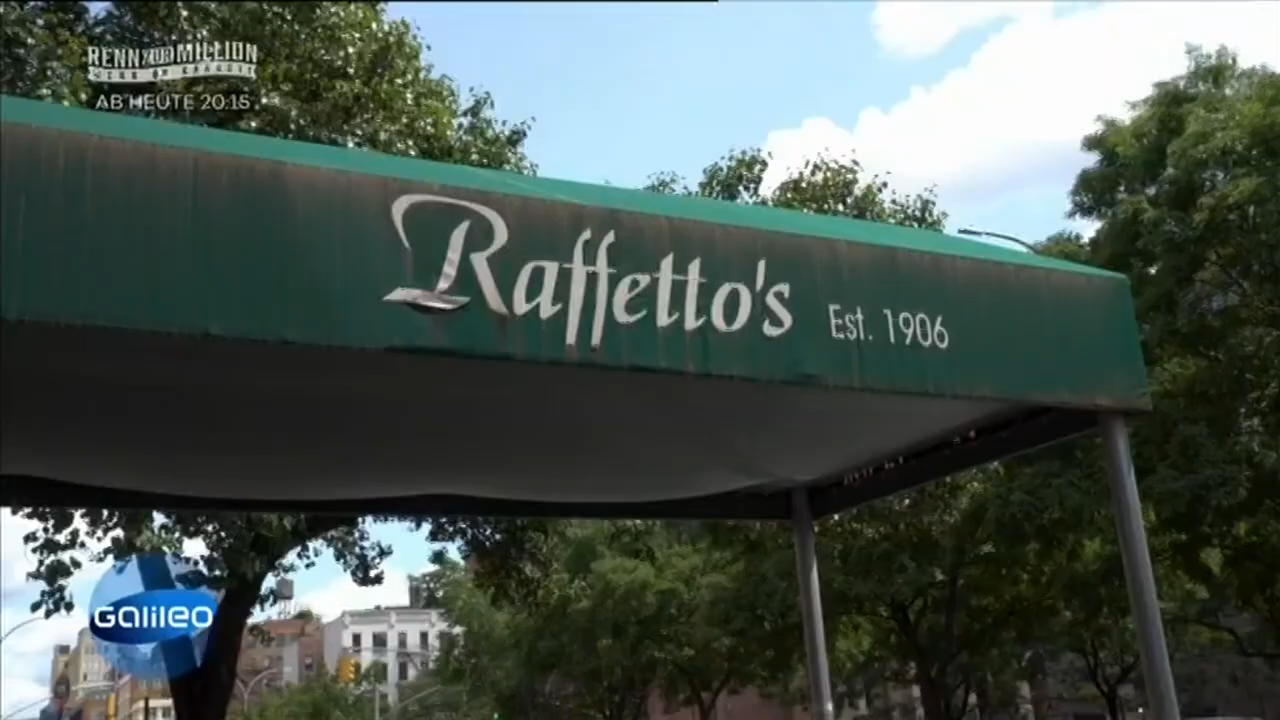 RENN ZUR MILLION
AB HEUTE 20:15
Raffetto's
Est. 1906
Galileo